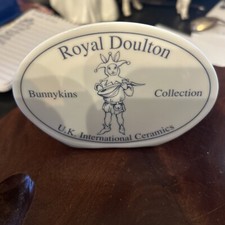 Royal Doulton
Bunnykins Collection
U.K. International Ceramics